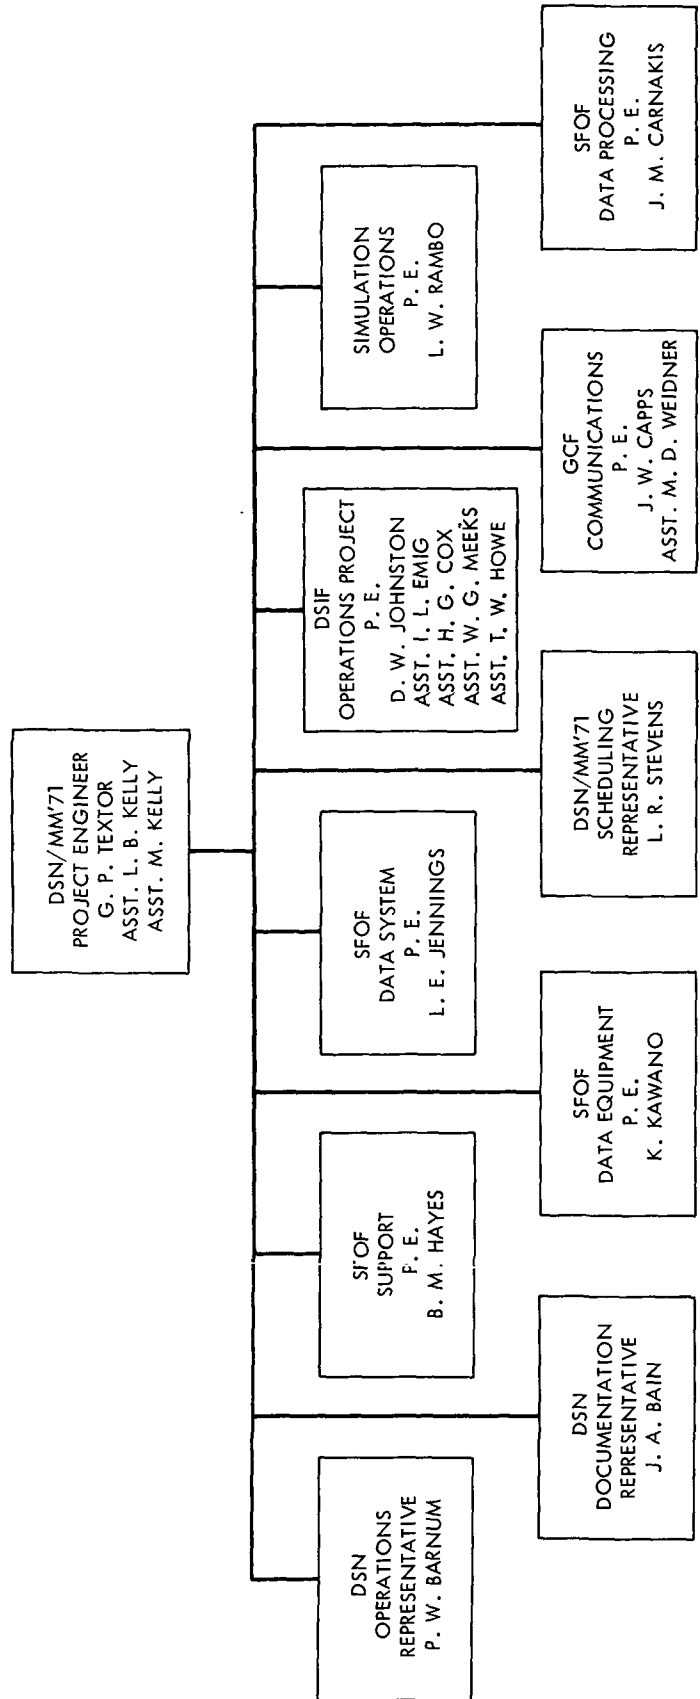 DSN/MM'71
PROJECT ENGINEER
G. P. TEXTOR
ASST. L. B. KELLY
ASST. M. KELLY
DSN
OPERATIONS
REPRESENTATIVE
P. W. BARNUM
SFOF
SUPPORT
P. E.
B. M. HAYES
SFOF
DATA SYSTEM
P. E.
L. E. JENNINGS
DSIF
OPERATIONS PROJECT
P. E.
D. W. JOHNSTON
ASST. I. L. EMIG
ASST. H. G. COX
ASST. W. G. MEEKS
ASST. T. W. HOWE
SIMULATION
OPERATIONS
P. E.
L. W. RAMBO
DSN
DOCUMENTATION
REPRESENTATIVE
J. A. BAIN
SFOF
DATA EQUIPMENT
P. E.
K. KAWANO
DSN/MM'71
SCHEDULING
REPRESENTATIVE
L. R. STEVENS
GCF
COMMUNICATIONS
P. E.
J. W. CAPPS
ASST. M. D. WEIDNER
SFOF
DATA PROCESSING
P. E.
J. M. CARNAKIS